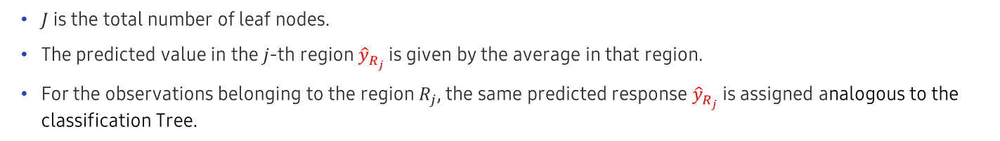 • J is the total number of leaf nodes.
• The predicted value in the j-th region ŷ_{R_j} is given by the average in that region.
• For the observations belonging to the region R_j, the same predicted response ŷ_{R_j} is assigned analogous to the
classification Tree.